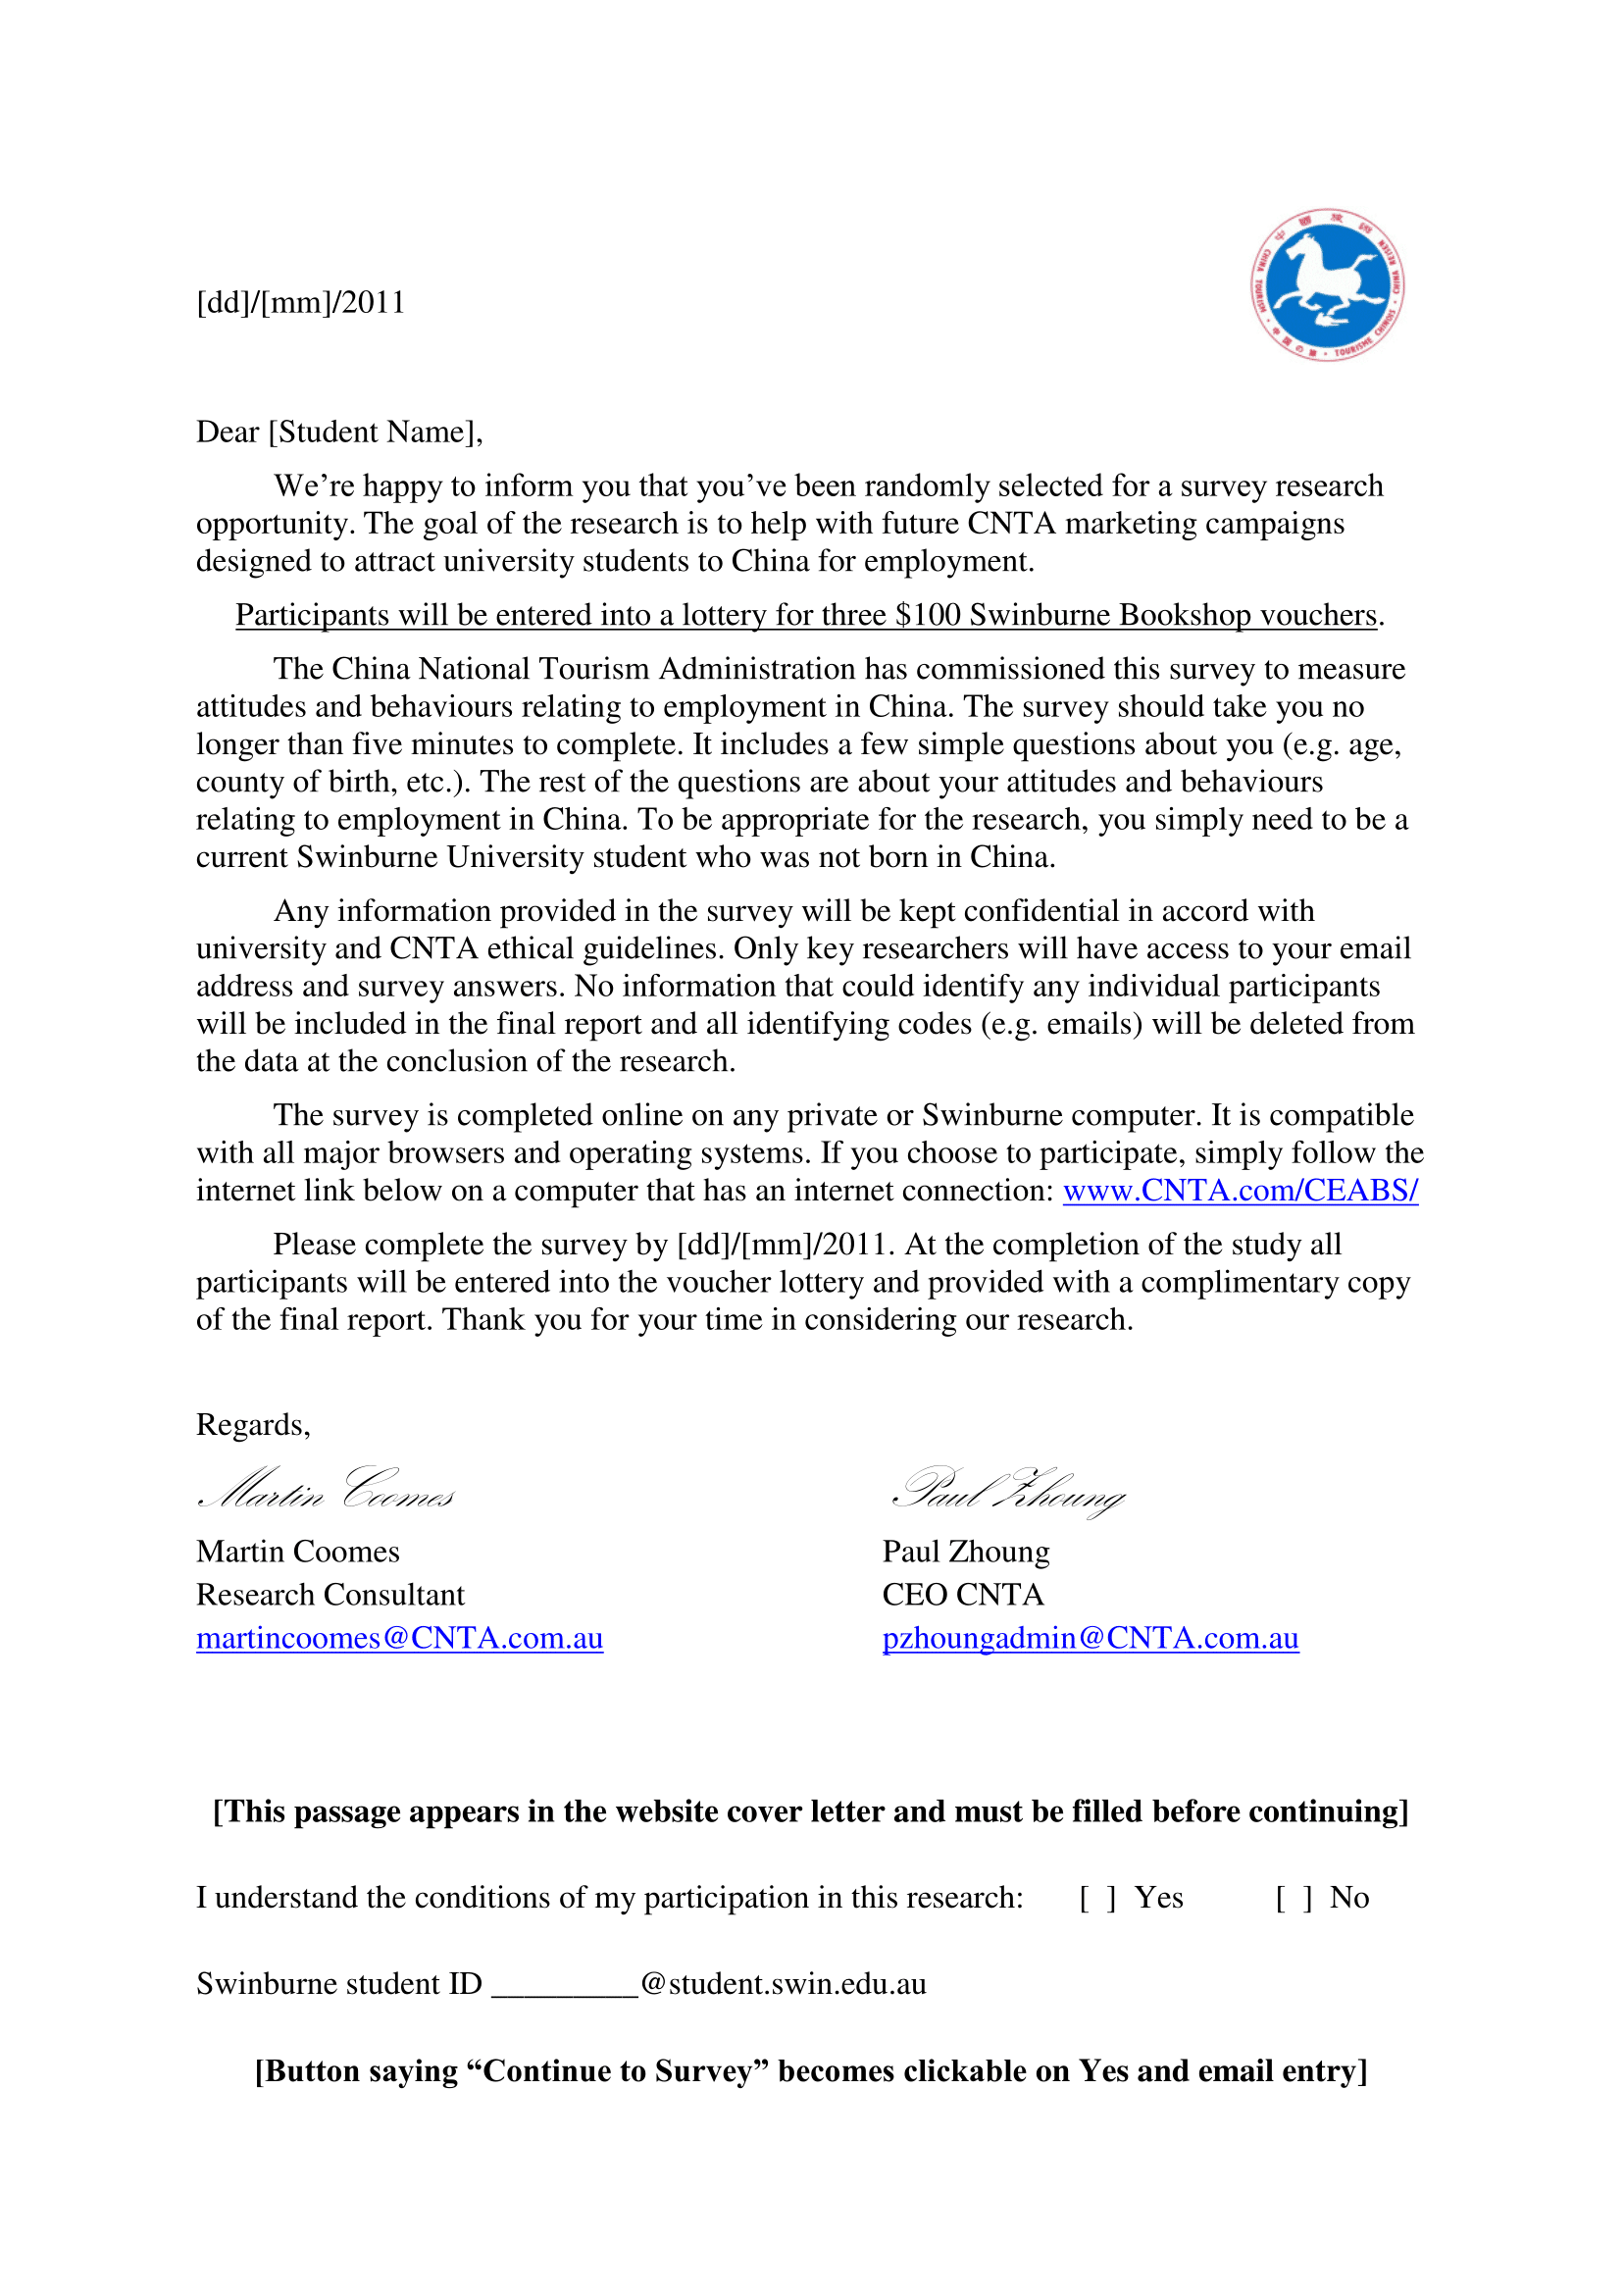 [dd]/[mm]/2011
CHINA TOURISM · CHINA REISEN · TOURISME CHINOIS ·
Dear [Student Name],
We’re happy to inform you that you’ve been randomly selected for a survey research
opportunity. The goal of the research is to help with future CNTA marketing campaigns
designed to attract university students to China for employment.
Participants will be entered into a lottery for three $100 Swinburne Bookshop vouchers.
The China National Tourism Administration has commissioned this survey to measure
attitudes and behaviours relating to employment in China. The survey should take you no
longer than five minutes to complete. It includes a few simple questions about you (e.g. age,
county of birth, etc.). The rest of the questions are about your attitudes and behaviours
relating to employment in China. To be appropriate for the research, you simply need to be a
current Swinburne University student who was not born in China.
Any information provided in the survey will be kept confidential in accord with
university and CNTA ethical guidelines. Only key researchers will have access to your email
address and survey answers. No information that could identify any individual participants
will be included in the final report and all identifying codes (e.g. emails) will be deleted from
the data at the conclusion of the research.
The survey is completed online on any private or Swinburne computer. It is compatible
with all major browsers and operating systems. If you choose to participate, simply follow the
internet link below on a computer that has an internet connection: www.CNTA.com/CEABS/
Please complete the survey by [dd]/[mm]/2011. At the completion of the study all
participants will be entered into the voucher lottery and provided with a complimentary copy
of the final report. Thank you for your time in considering our research.
Regards,
Martin Coomes Paul Zhoung
Martin Coomes Paul Zhoung
Research Consultant CEO CNTA
martincoomes@CNTA.com.au pzhoungadmin@CNTA.com.au
[This passage appears in the website cover letter and must be filled before continuing]
I understand the conditions of my participation in this research: [ ] Yes [ ] No
Swinburne student ID _________@student.swin.edu.au
[Button saying “Continue to Survey” becomes clickable on Yes and email entry]